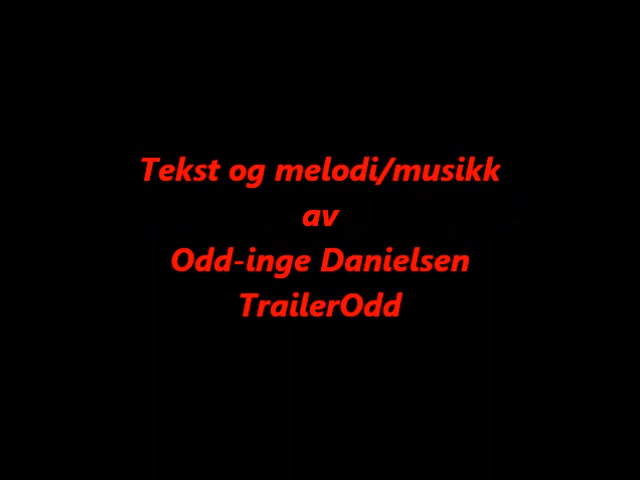 Tekst og melodi/musikk
av
Odd-inge Danielsen
TrailerOdd